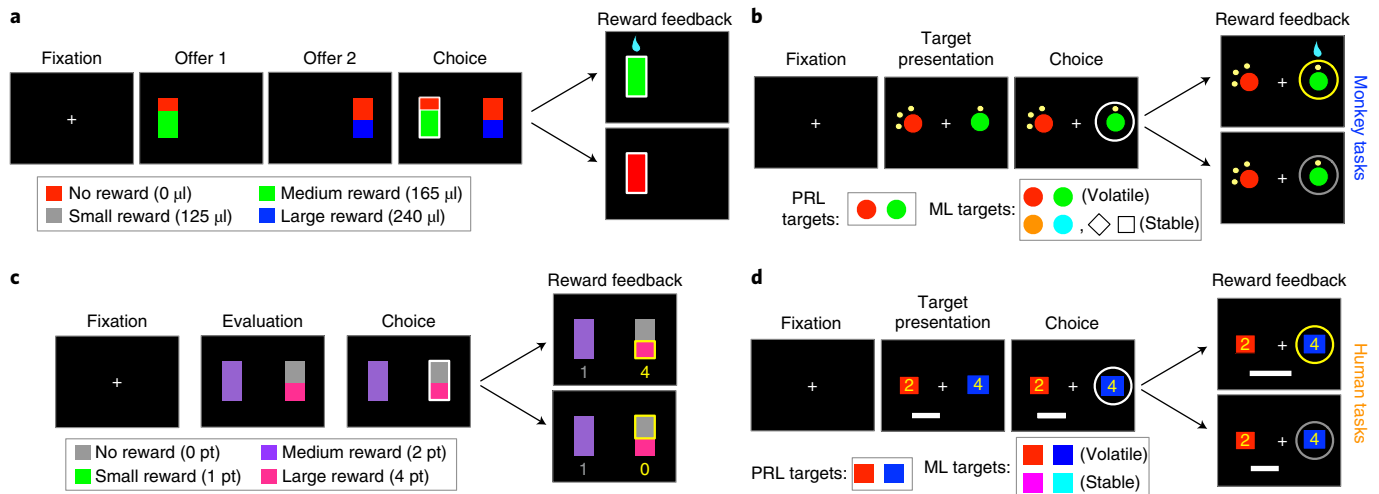 a
Reward feedback
Fixation
Offer 1
Offer 2
Choice
+
No reward (0 µl)
Medium reward (165 µl)
Small reward (125 µl)
Large reward (240 µl)
b
Reward feedback
Target
presentation
Fixation
Choice
+
+
+
+
+
PRL
targets:
ML targets:
(Volatile)
, (Stable)
Monkey tasks
c
Reward feedback
Fixation
Evaluation
Choice
+
1 4
1 0
No reward (0 pt)
Medium reward (2 pt)
Small reward (1 pt)
Large reward (4 pt)
d
Reward feedback
Target
presentation
Fixation
Choice
+
2 + 4
2 + 4
2 + 4
2 + 4
PRL targets:
ML targets:
(Volatile)
(Stable)
Human tasks